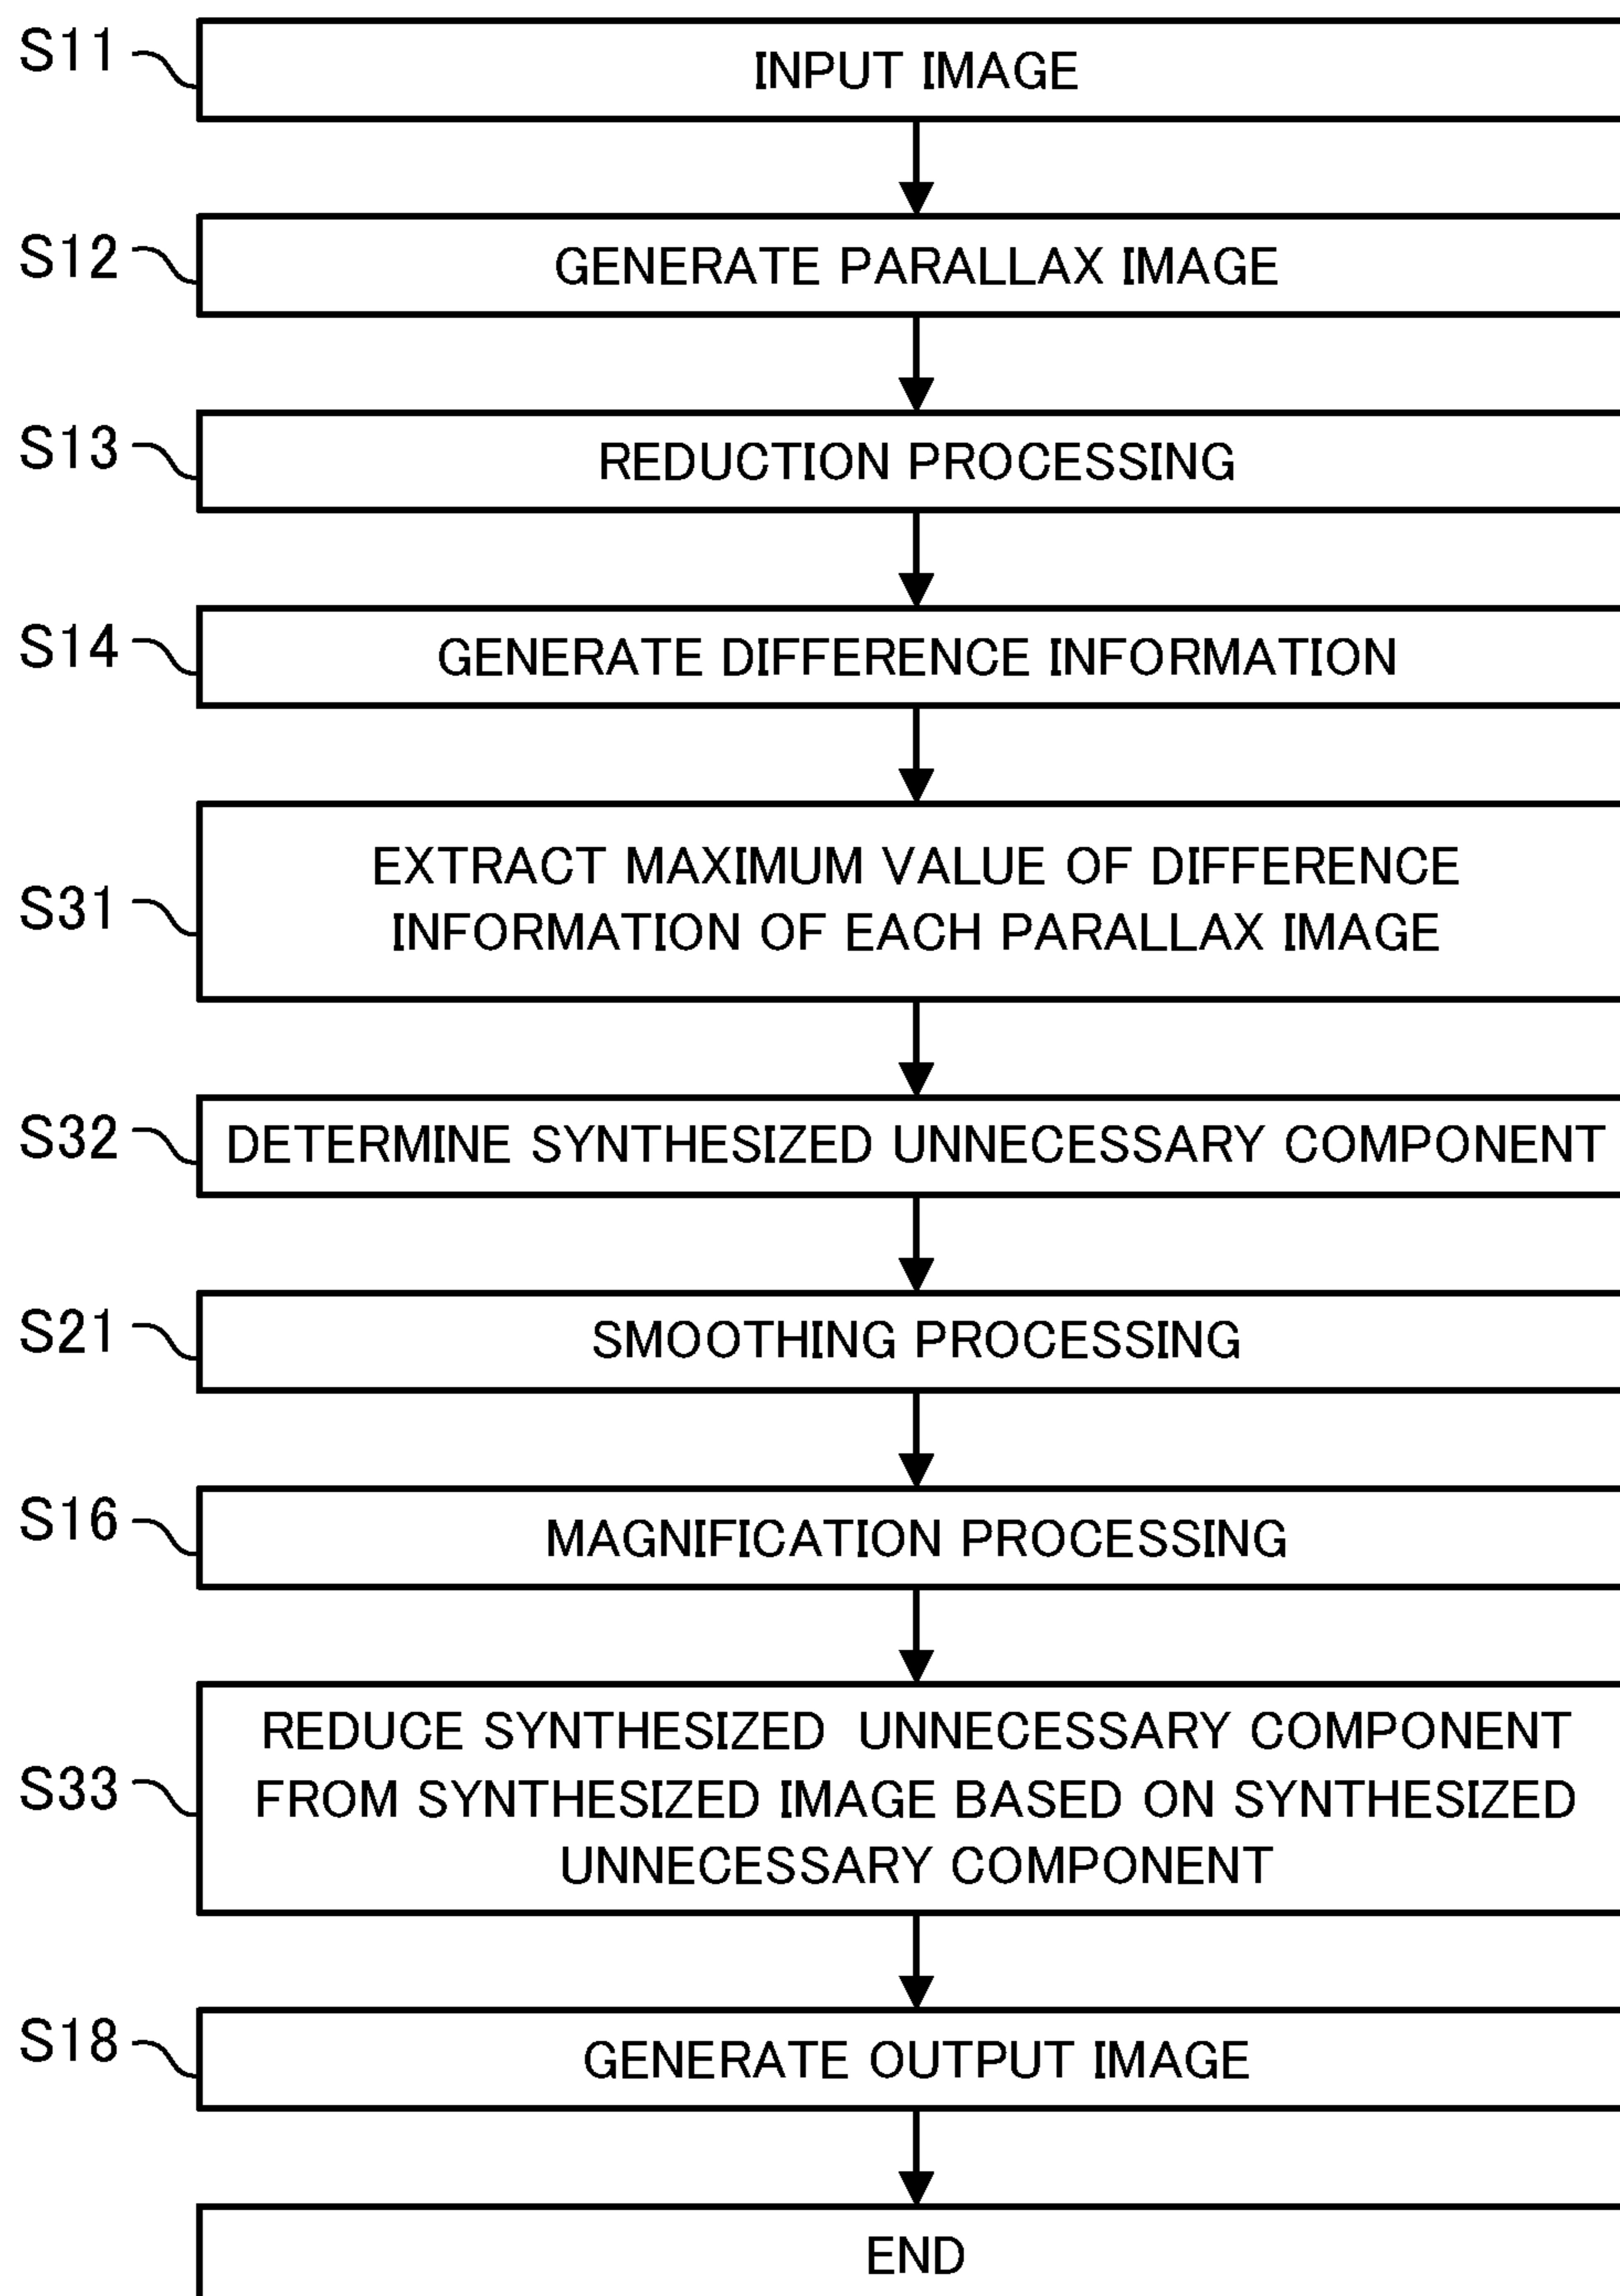 S11
INPUT IMAGE
S12
GENERATE PARALLAX IMAGE
S13
REDUCTION PROCESSING
S14
GENERATE DIFFERENCE INFORMATION
S31
EXTRACT MAXIMUM VALUE OF DIFFERENCE
INFORMATION OF EACH PARALLAX IMAGE
S32
DETERMINE SYNTHESIZED UNNECESSARY COMPONENT
S21
SMOOTHING PROCESSING
S16
MAGNIFICATION PROCESSING
S33
REDUCE SYNTHESIZED UNNECESSARY COMPONENT
FROM SYNTHESIZED IMAGE BASED ON SYNTHESIZED
UNNECESSARY COMPONENT
S18
GENERATE OUTPUT IMAGE
END